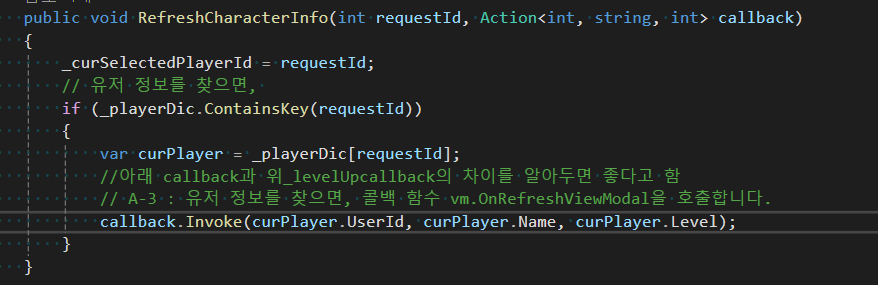 public void RefreshCharacterInfo(int requestId, Action<int, string, int> callback)
{
_curSelectedPlayerId = requestId;
// 유저 정보를 찾으면,
if (_playerDic.ContainsKey(requestId))
{
var curPlayer = _playerDic[requestId];
//아래 callback과 위_levelUpcallback의 차이를 알아두면 좋다고 함
// A-3 : 유저 정보를 찾으면, 콜백 함수 vm.OnRefreshViewModal을 호출합니다.
callback.Invoke(curPlayer.UserId, curPlayer.Name, curPlayer.Level);
}
}